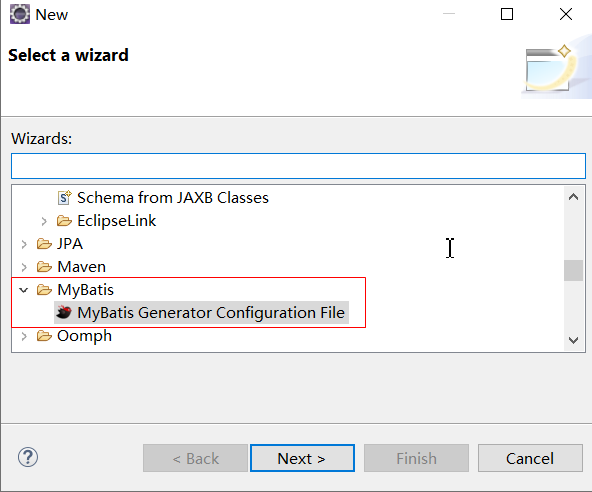 New
Select a wizard
Wizards:
Schema from JAXB Classes
EclipseLink
JPA
Maven
MyBatis
MyBatis Generator Configuration File
Oomph
?
< Back
Next >
Finish
Cancel